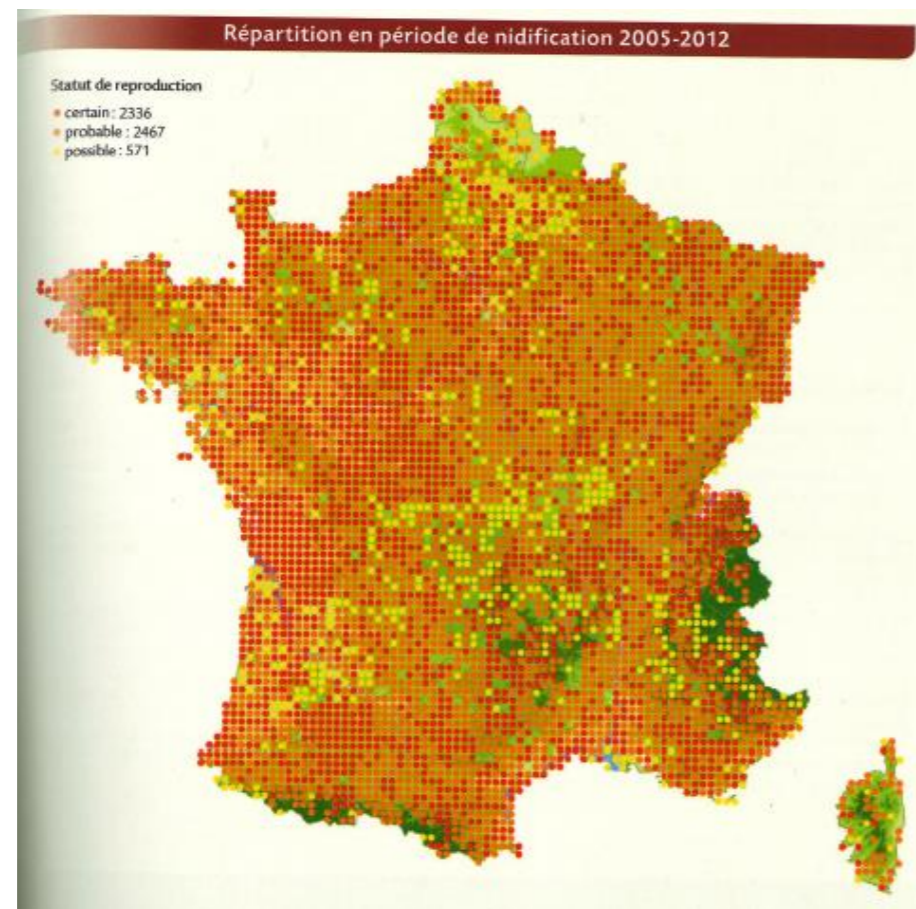 Répartition en période de nidification 2005-2012
Statut de reproduction
certain : 2336
probable : 2467
possible : 571